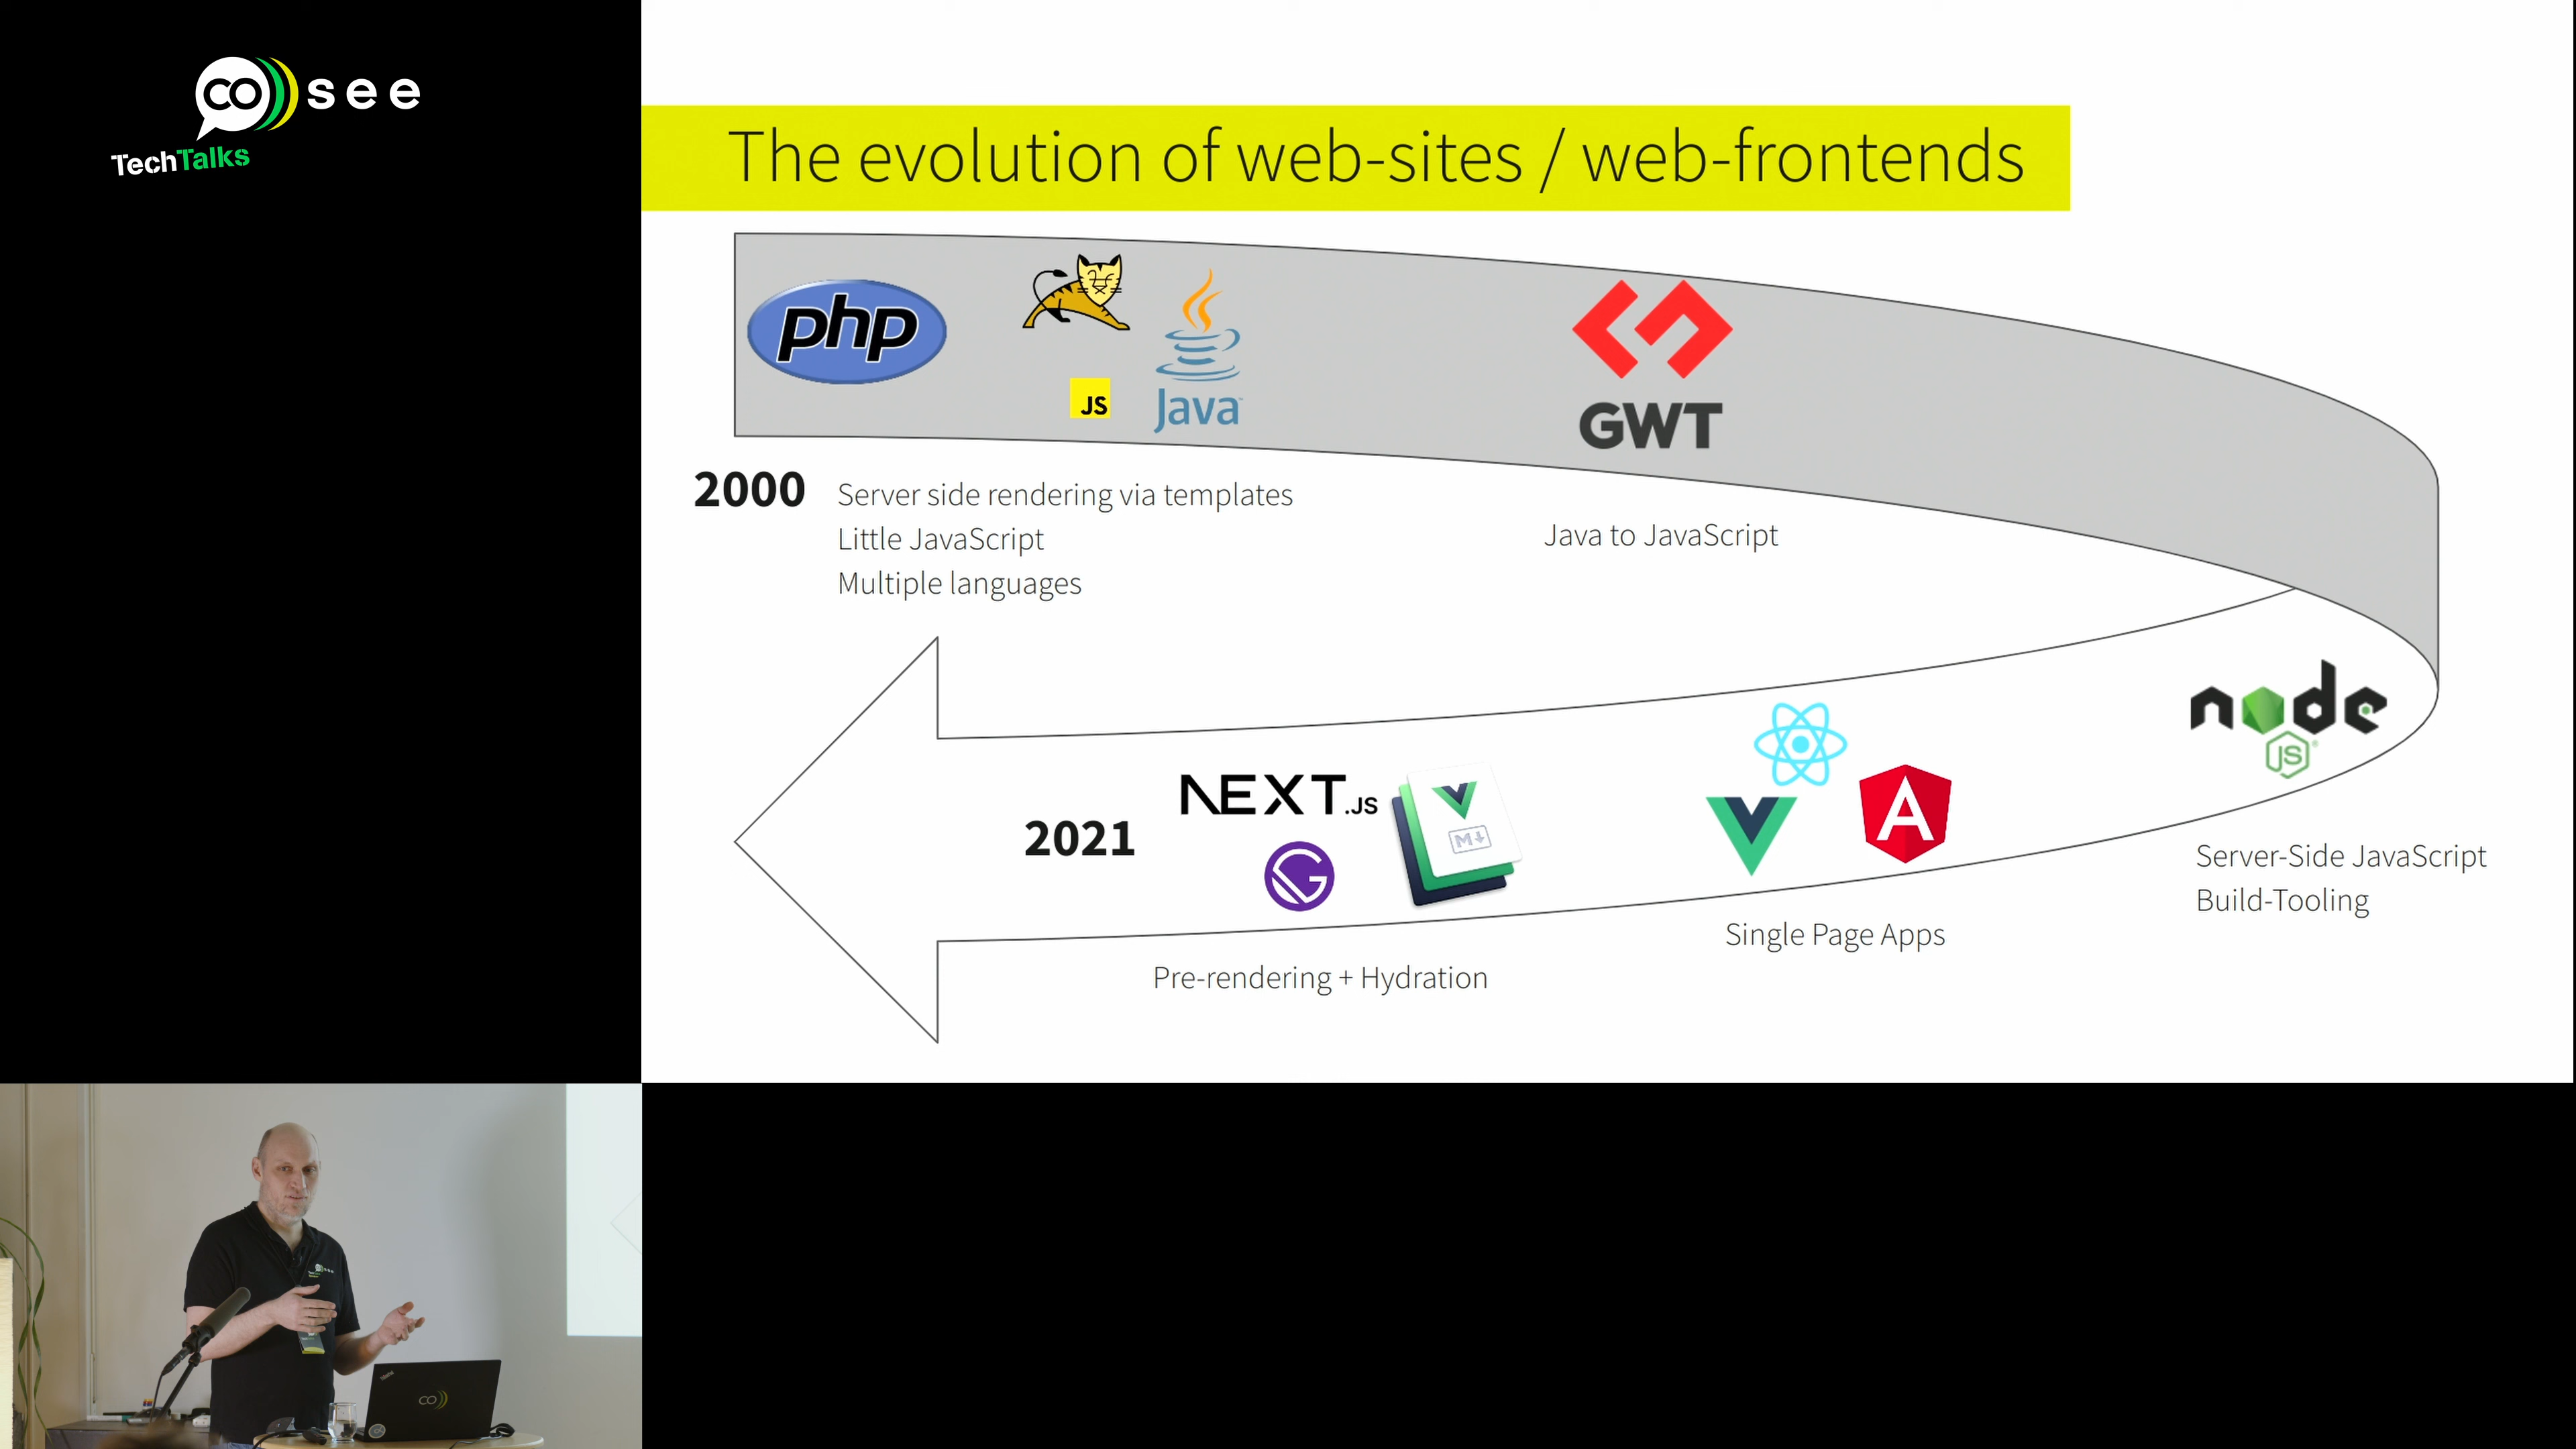 co see
TechTalks
The evolution of web-sites / web-frontends
php
JS
Java
GWT
2000
Server side rendering via templates
Little JavaScript
Multiple languages
Java to JavaScript
node
JS
NEXT.JS
M
A
2021
G
Server-Side JavaScript
Build-Tooling
Single Page Apps
Pre-rendering + Hydration
co